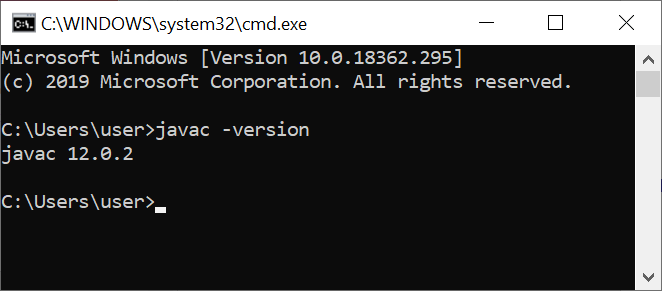 C:\WINDOWS\system32\cmd.exe
Microsoft Windows [Version 10.0.18362.295]
(c) 2019 Microsoft Corporation. All rights reserved.
C:\Users\user>javac -version
javac 12.0.2
C:\Users\user>